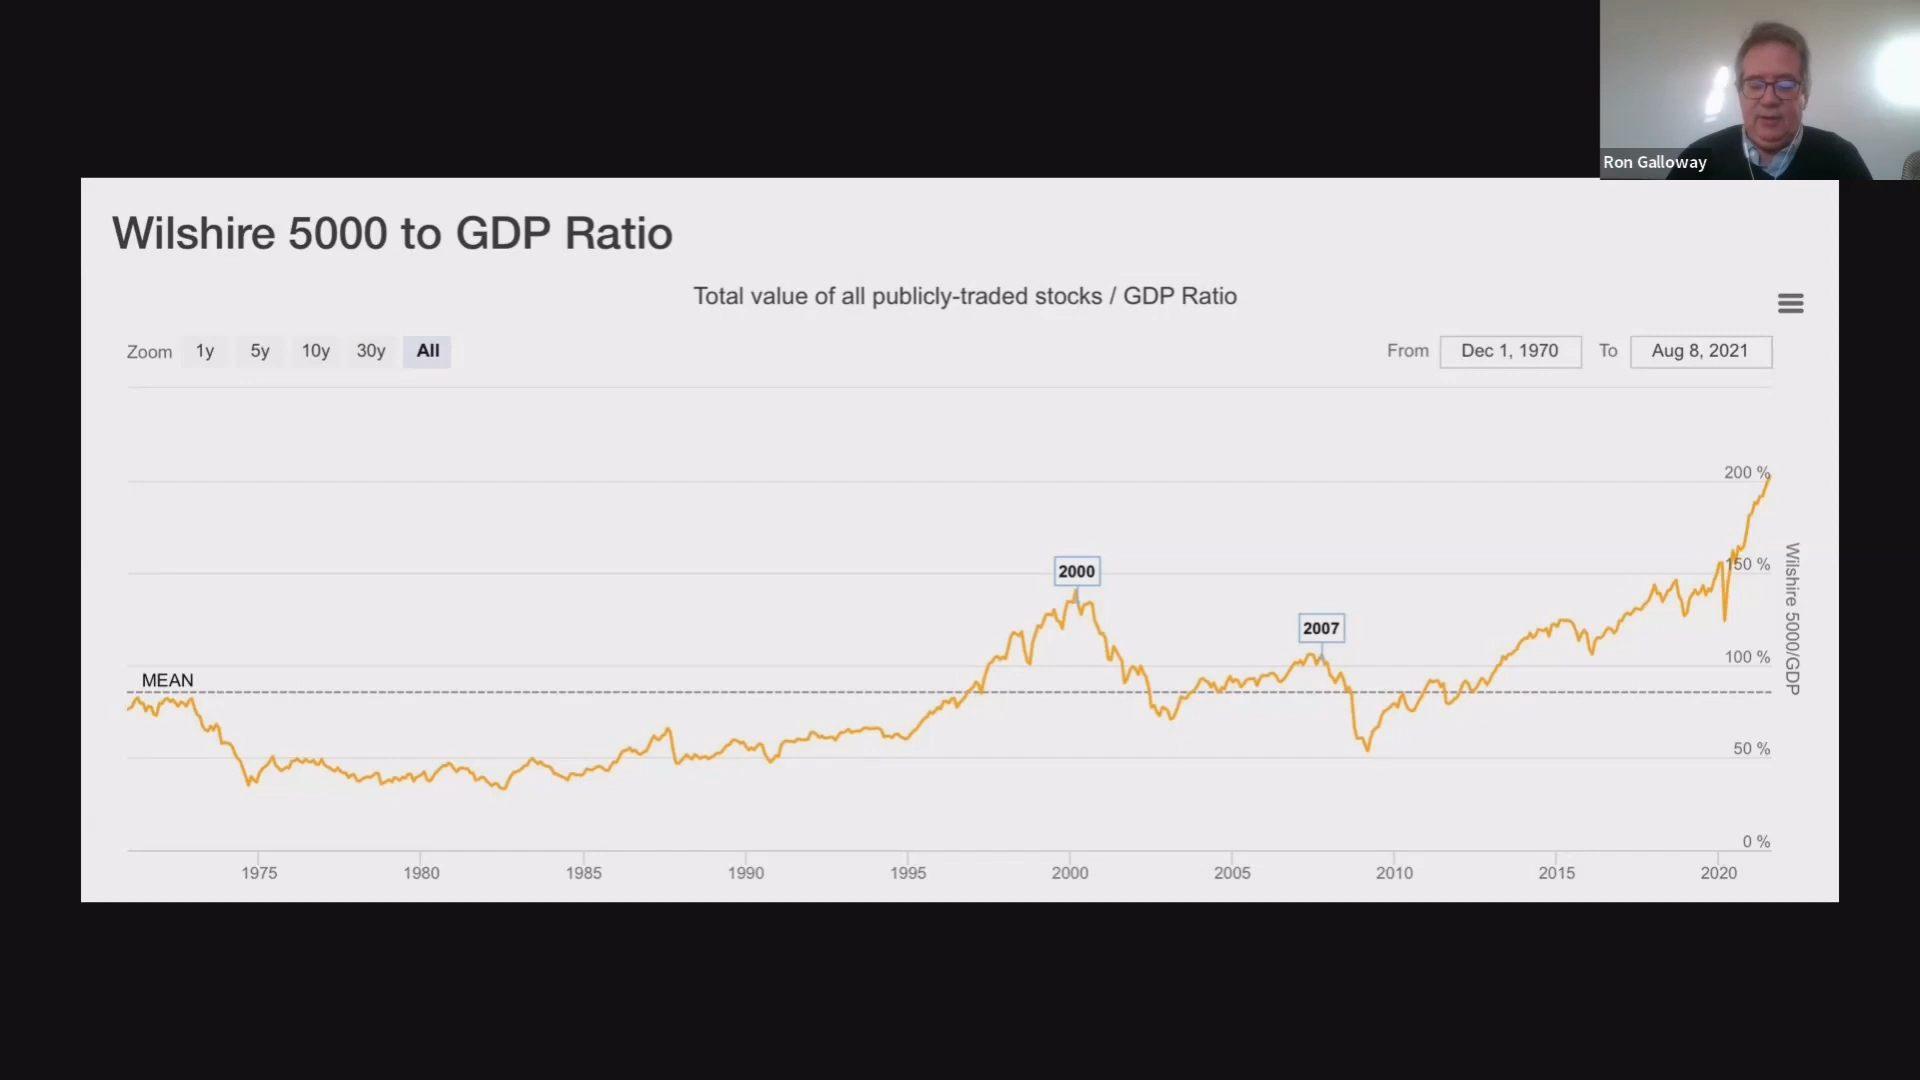 Ron Galloway
Wilshire 5000 to GDP Ratio
Total value of all publicly-traded stocks / GDP Ratio
Zoom 1y 5y 10y 30y All
From Dec 1, 1970 To Aug 8, 2021
200 %
150 %
100 %
50 %
0 %
Wilshire 5000/GDP
2000
2007
MEAN
1975 1980 1985 1990 1995 2000 2005 2010 2015 2020